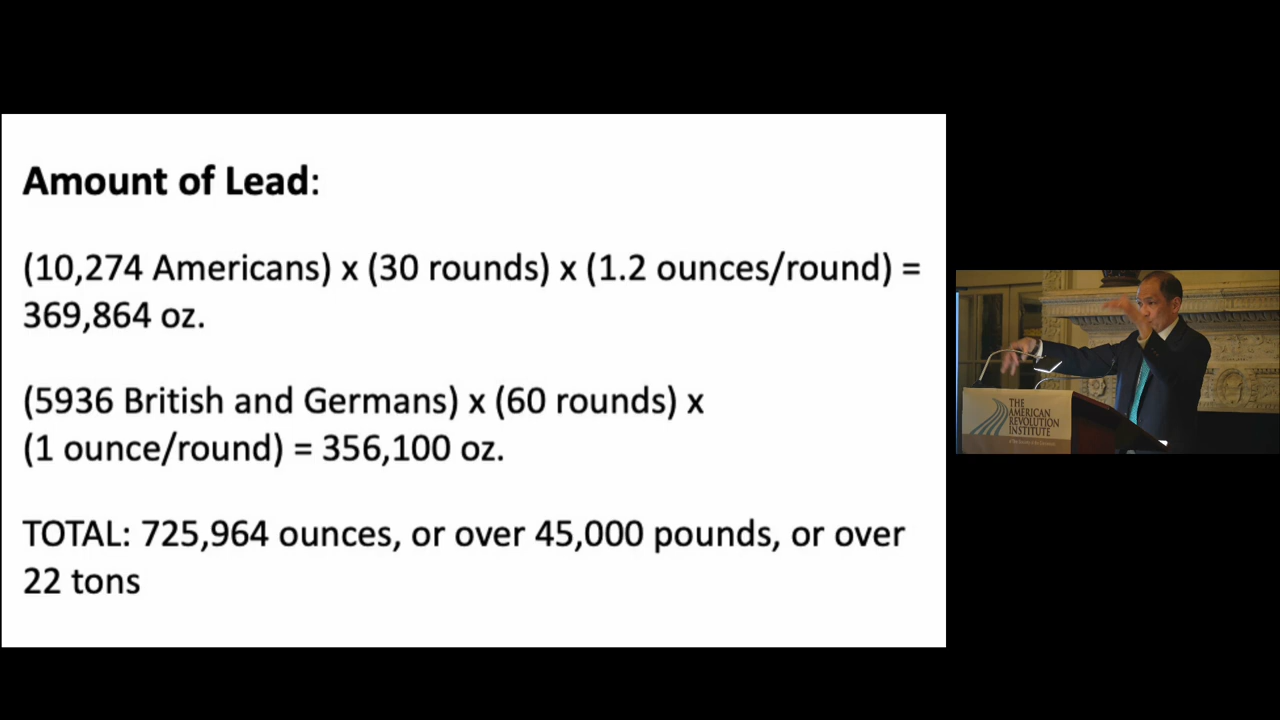 Amount of Lead:
(10,274 Americans) x (30 rounds) x (1.2 ounces/round) =
369,864 oz.
(5936 British and Germans) x (60 rounds) x
(1 ounce/round) = 356,100 oz.
TOTAL: 725,964 ounces, or over 45,000 pounds, or over
22 tons
THE
AMERICAN
REVOLUTION
INSTITUTE